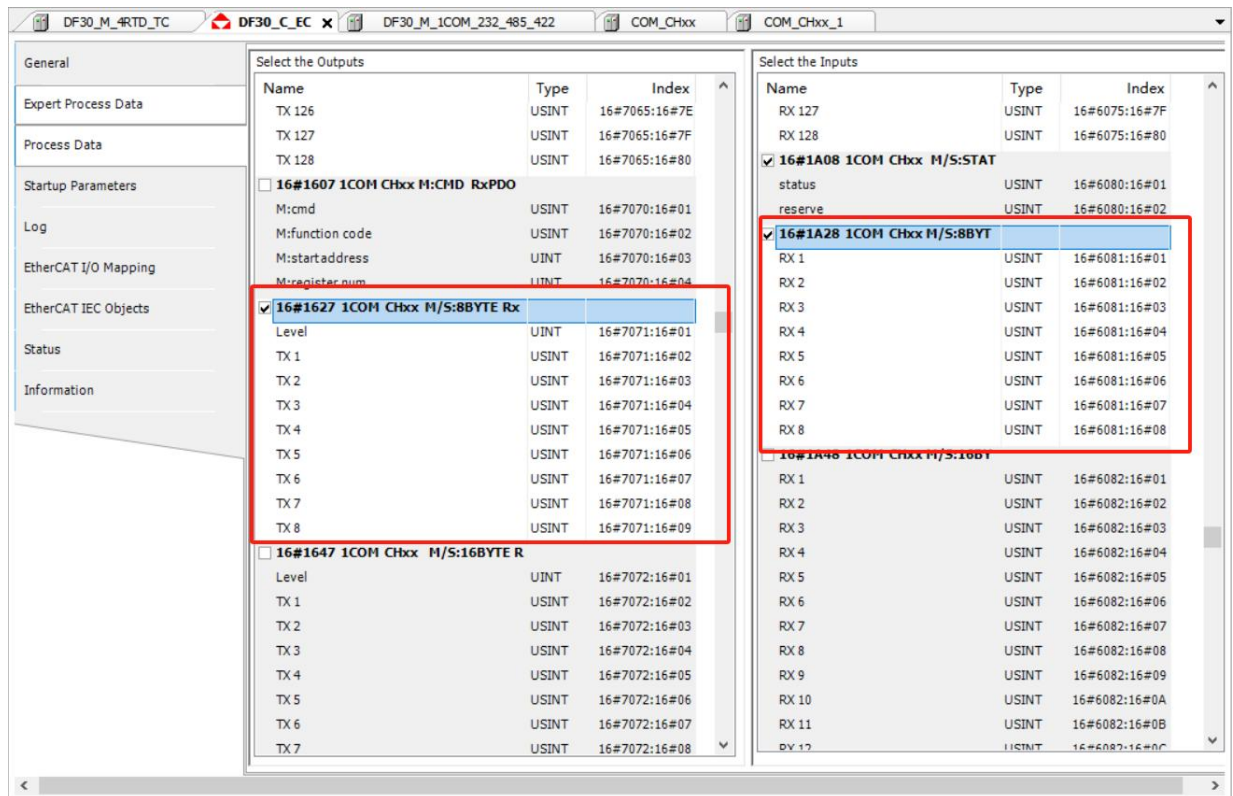 DF30_M_4RTD_TC DF30_C_EC x DF30_M_1COM_232_485_422 COM_CHxx COM_CHxx_1
General
Expert Process Data
Process Data
Startup Parameters
Log
EtherCAT I/O Mapping
EtherCAT IEC Objects
Status
Information
Select the Outputs
Name Type Index
TX 126 USINT 16#7065:16#7E
TX 127 USINT 16#7065:16#7F
TX 128 USINT 16#7065:16#80
16#1607 1COM CHxx M:CMD RxPDO
M:cmd USINT 16#7070:16#01
M:function code USINT 16#7070:16#02
M:startaddress UINT 16#7070:16#03
M:register num UINT 16#7070:16#04
16#1627 1COM CHxx M/S:8BYTE Rx
Level UINT 16#7071:16#01
TX 1 USINT 16#7071:16#02
TX 2 USINT 16#7071:16#03
TX 3 USINT 16#7071:16#04
TX 4 USINT 16#7071:16#05
TX 5 USINT 16#7071:16#06
TX 6 USINT 16#7071:16#07
TX 7 USINT 16#7071:16#08
TX 8 USINT 16#7071:16#09
16#1647 1COM CHxx M/S:16BYTE R
Level UINT 16#7072:16#01
TX 1 USINT 16#7072:16#02
TX 2 USINT 16#7072:16#03
TX 3 USINT 16#7072:16#04
TX 4 USINT 16#7072:16#05
TX 5 USINT 16#7072:16#06
TX 6 USINT 16#7072:16#07
TX 7 USINT 16#7072:16#08
Select the Inputs
Name Type Index
RX 127 USINT 16#6075:16#7F
RX 128 USINT 16#6075:16#80
16#1A08 1COM CHxx M/S:STAT
status USINT 16#6080:16#01
reserve USINT 16#6080:16#02
16#1A28 1COM CHxx M/S:8BYT
RX 1 USINT 16#6081:16#01
RX 2 USINT 16#6081:16#02
RX 3 USINT 16#6081:16#03
RX 4 USINT 16#6081:16#04
RX 5 USINT 16#6081:16#05
RX 6 USINT 16#6081:16#06
RX 7 USINT 16#6081:16#07
RX 8 USINT 16#6081:16#08
16#1A48 1COM CHxx M/S:16BY
RX 1 USINT 16#6082:16#01
RX 2 USINT 16#6082:16#02
RX 3 USINT 16#6082:16#03
RX 4 USINT 16#6082:16#04
RX 5 USINT 16#6082:16#05
RX 6 USINT 16#6082:16#06
RX 7 USINT 16#6082:16#07
RX 8 USINT 16#6082:16#08
RX 9 USINT 16#6082:16#09
RX 10 USINT 16#6082:16#0A
RX 11 USINT 16#6082:16#0B
RX 12 USINT 16#6082:16#0C